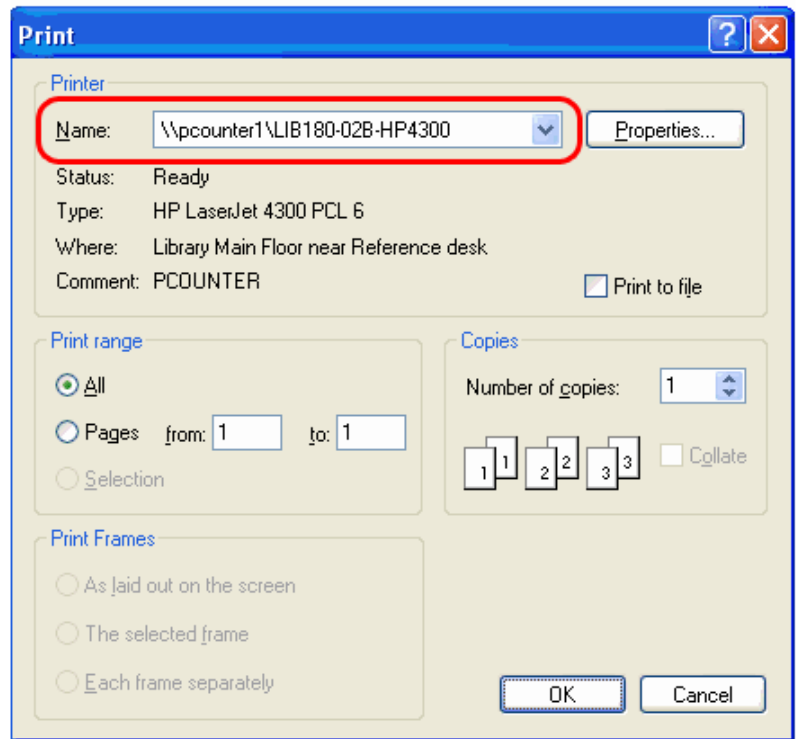 Print
Printer
Name: \\pcounter1\LIB180-02B-HP4300 Properties...
Status: Ready
Type: HP LaserJet 4300 PCL 6
Where: Library Main Floor near Reference desk
Comment: PCOUNTER Print to file
Print range
All
Pages from: 1 to: 1
Selection
Copies
Number of copies: 1
1 1 2 2 3 3 Collate
Print Frames
As laid out on the screen
The selected frame
Each frame separately
OK Cancel